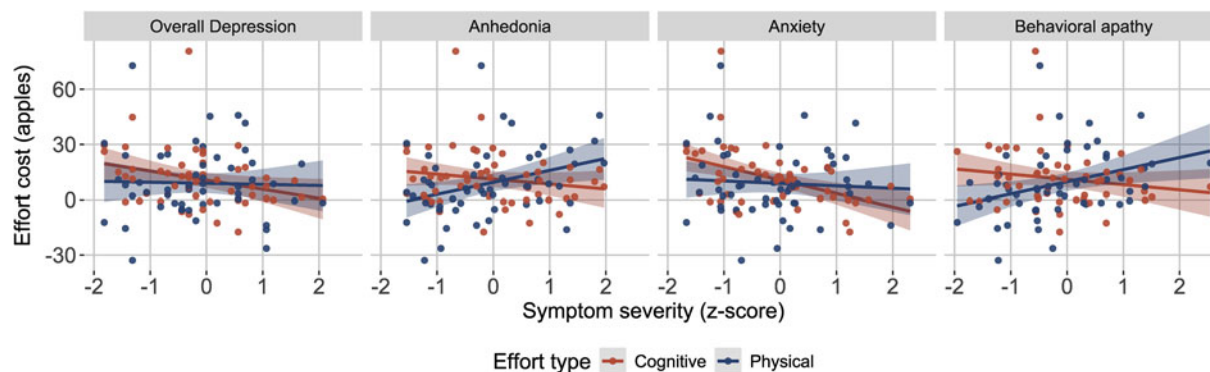 Overall Depression Anhedonia Anxiety Behavioral apathy
Effort cost (apples)
60
30
0
-30
-2 -1 0 1 2 -2 -1 0 1 2 -2 -1 0 1 2 -2 -1 0 1 2
Symptom severity (z-score)
Effort type Cognitive Physical